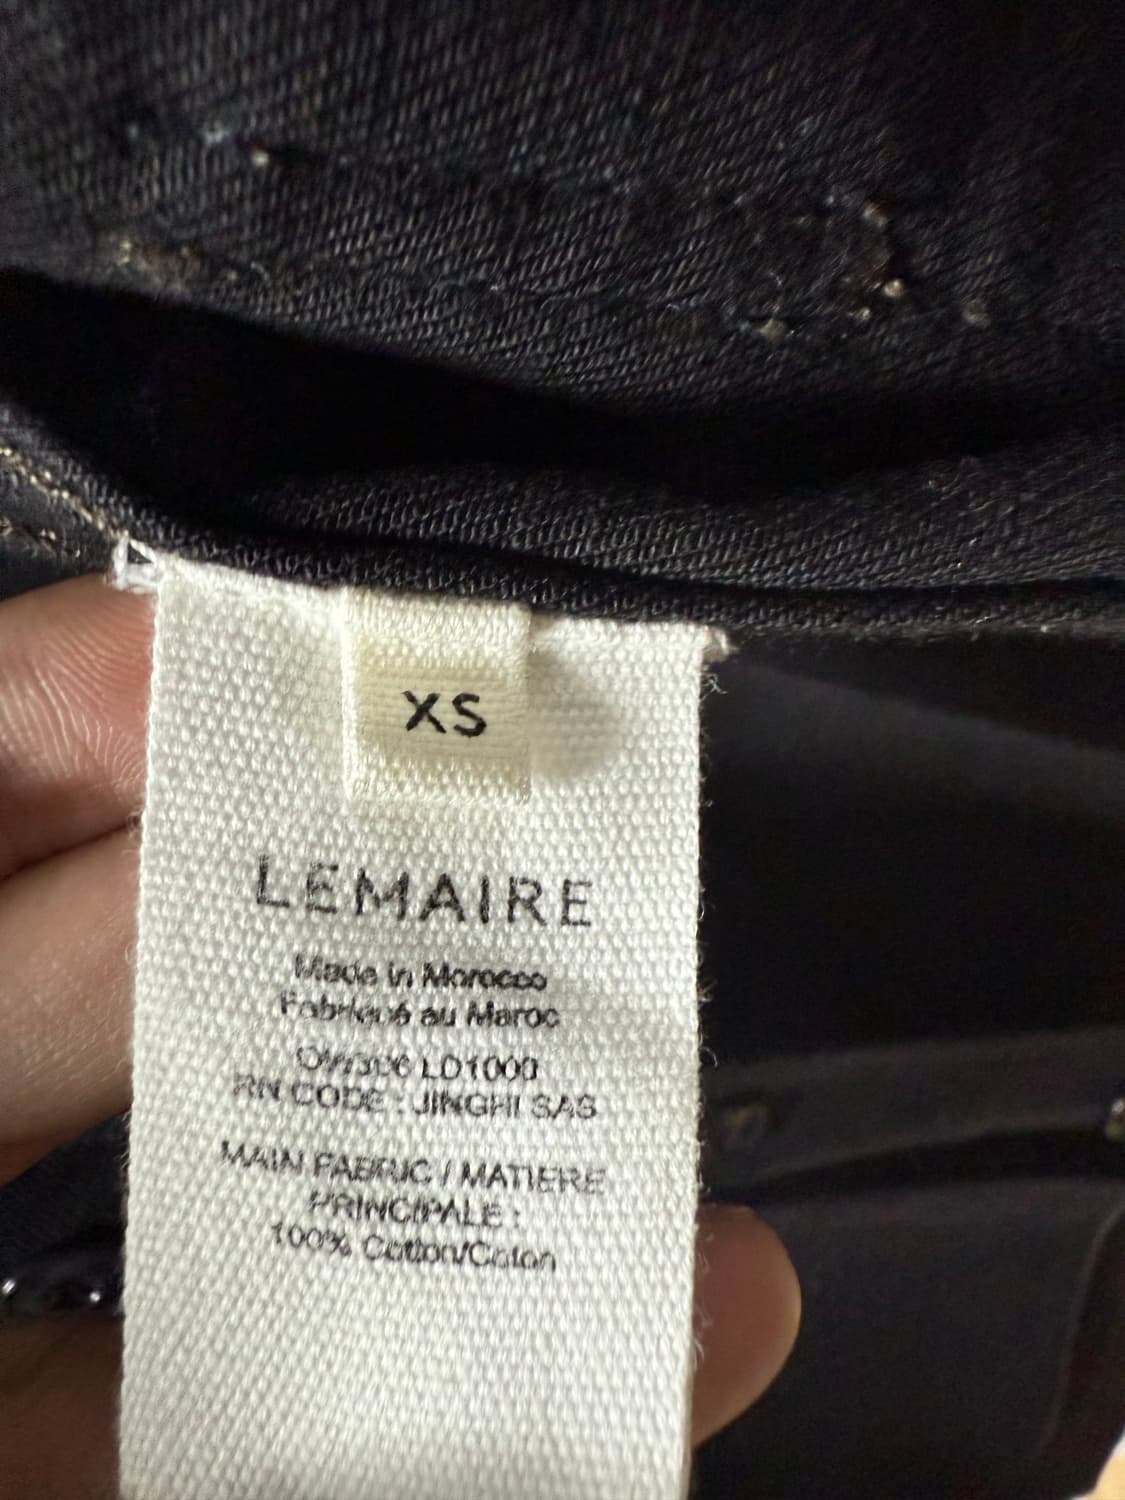 XS
LEMAIRE
Made in Morocco
Fabriqué au Maroc
LD1000
RN CODE : JINGHI SAS
MAIN FABRIC / MATIERE
PRINCIPALE :
100% Cotton/Coton